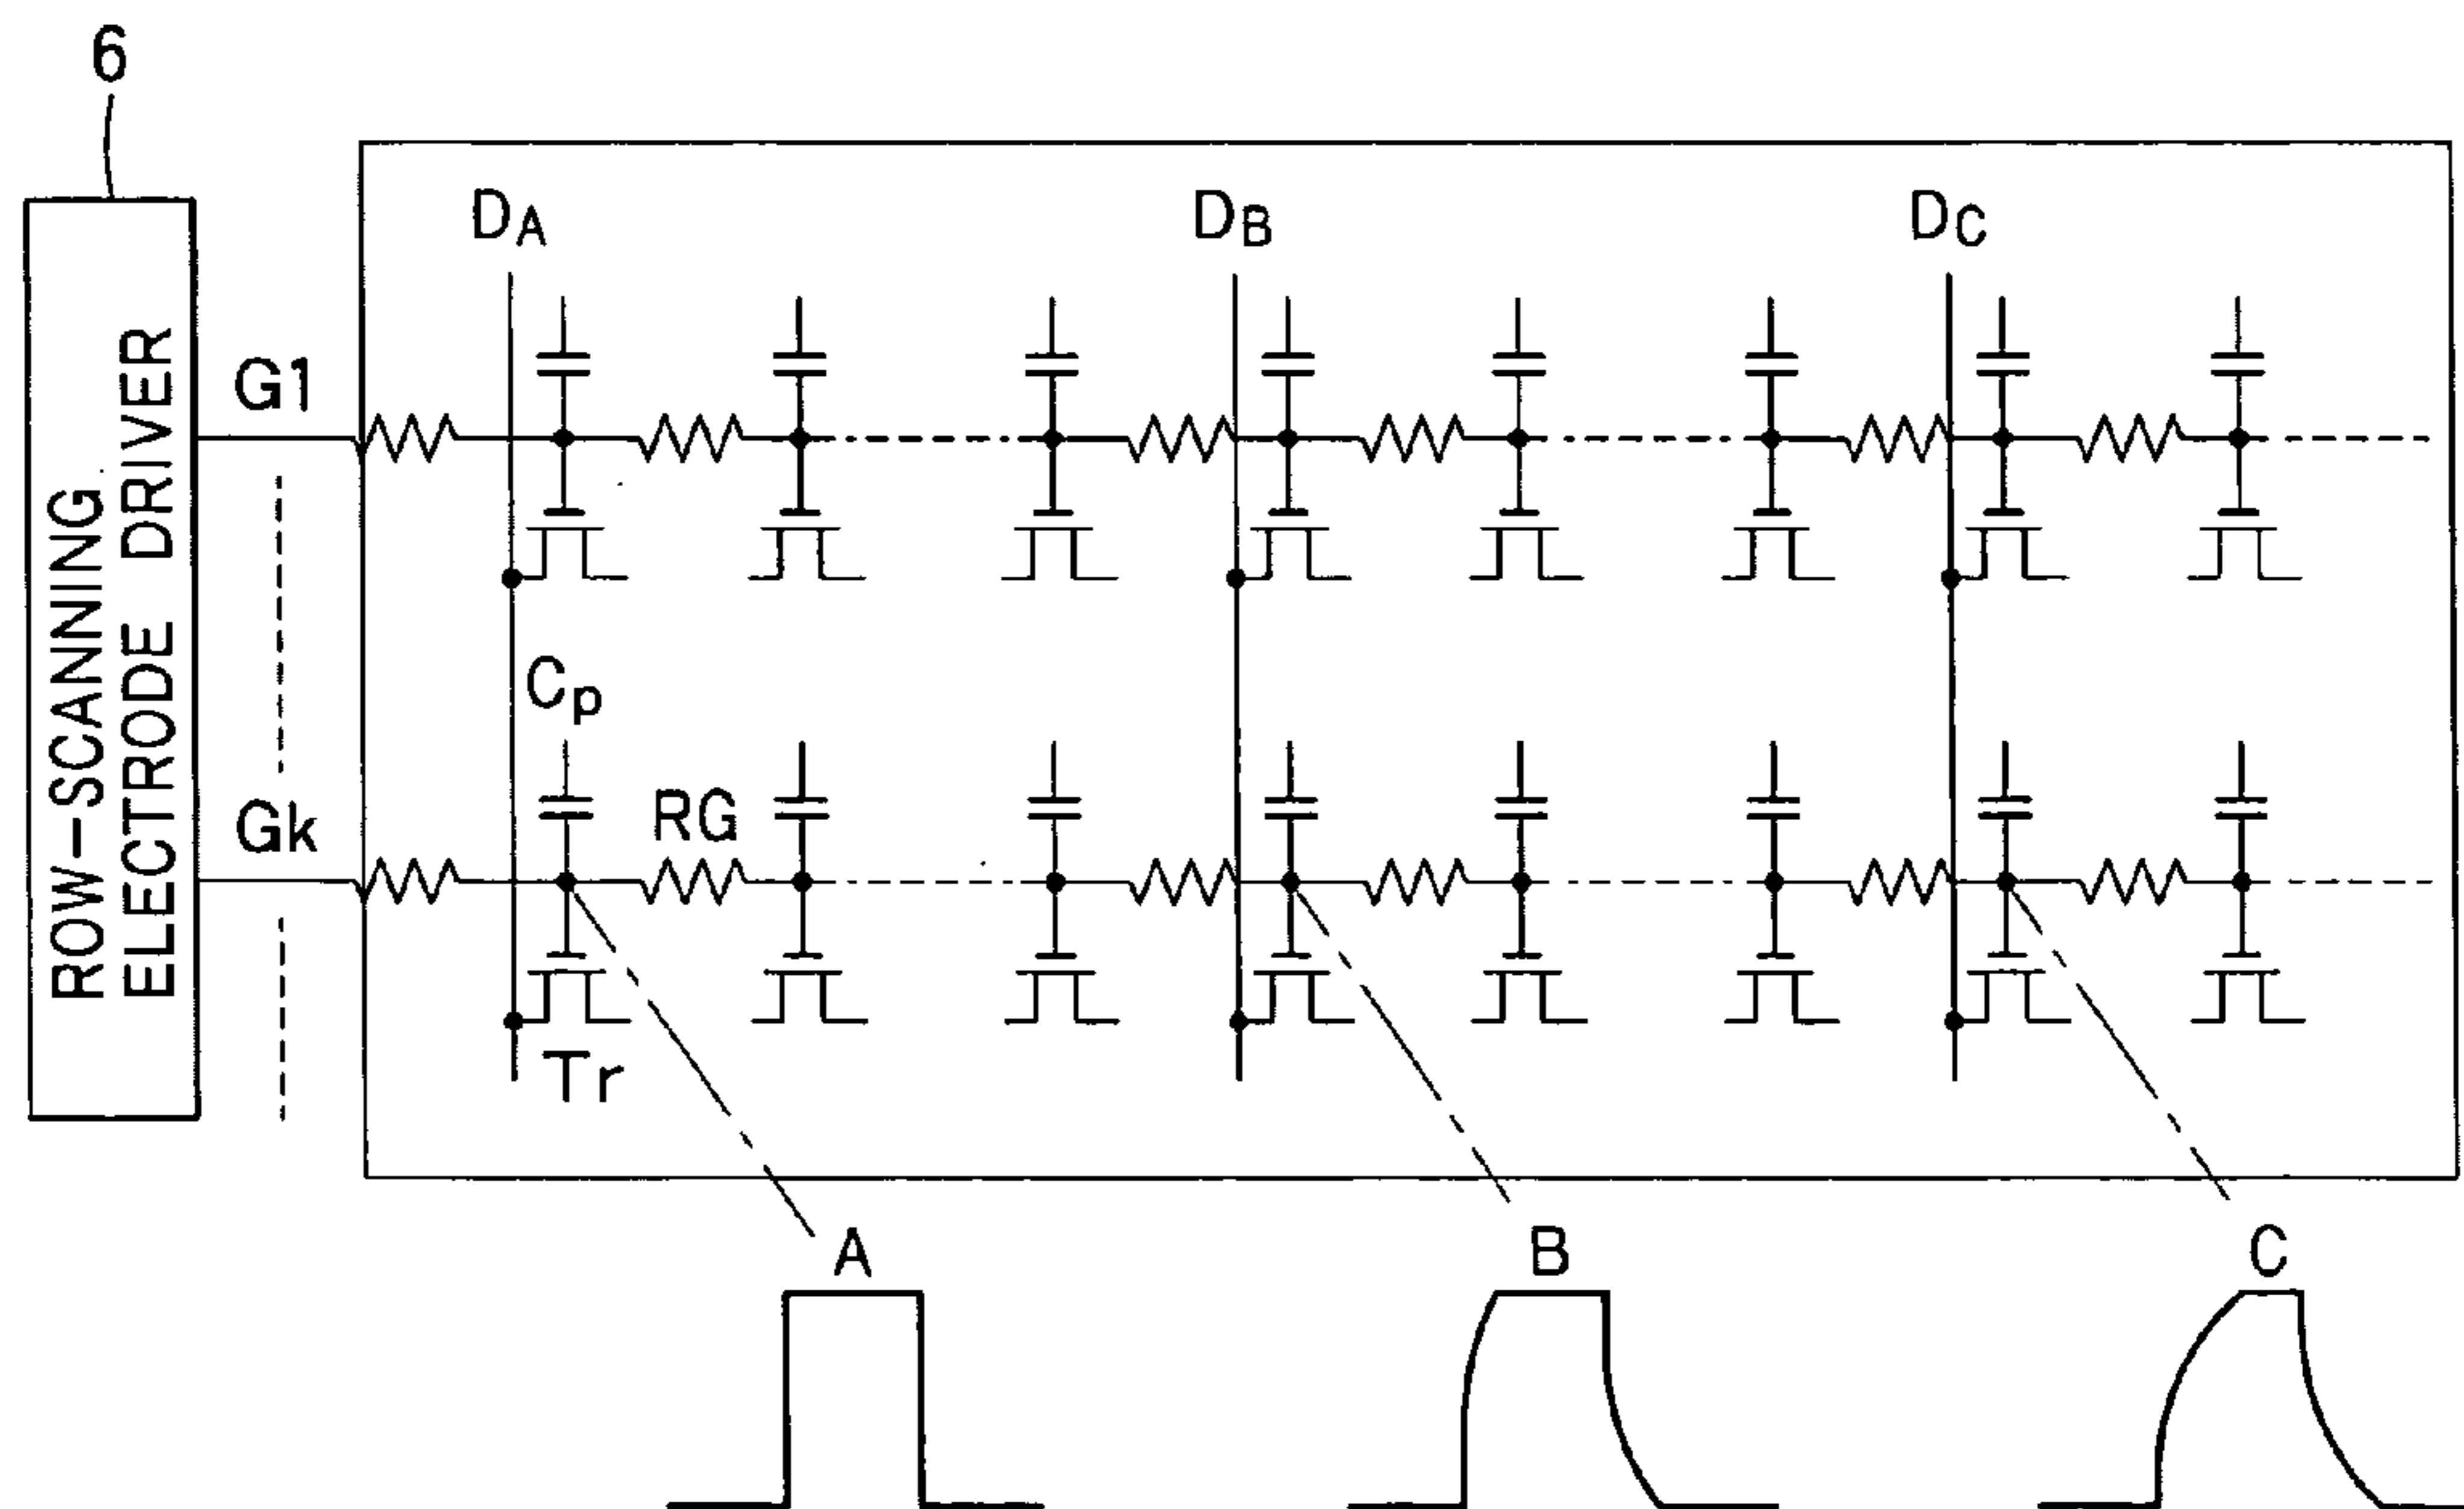 6
ROW-SCANNING
ELECTRODE DRIVER
DA
DB
DC
G1
Cp
RG
Gk
Tr
A
B
C